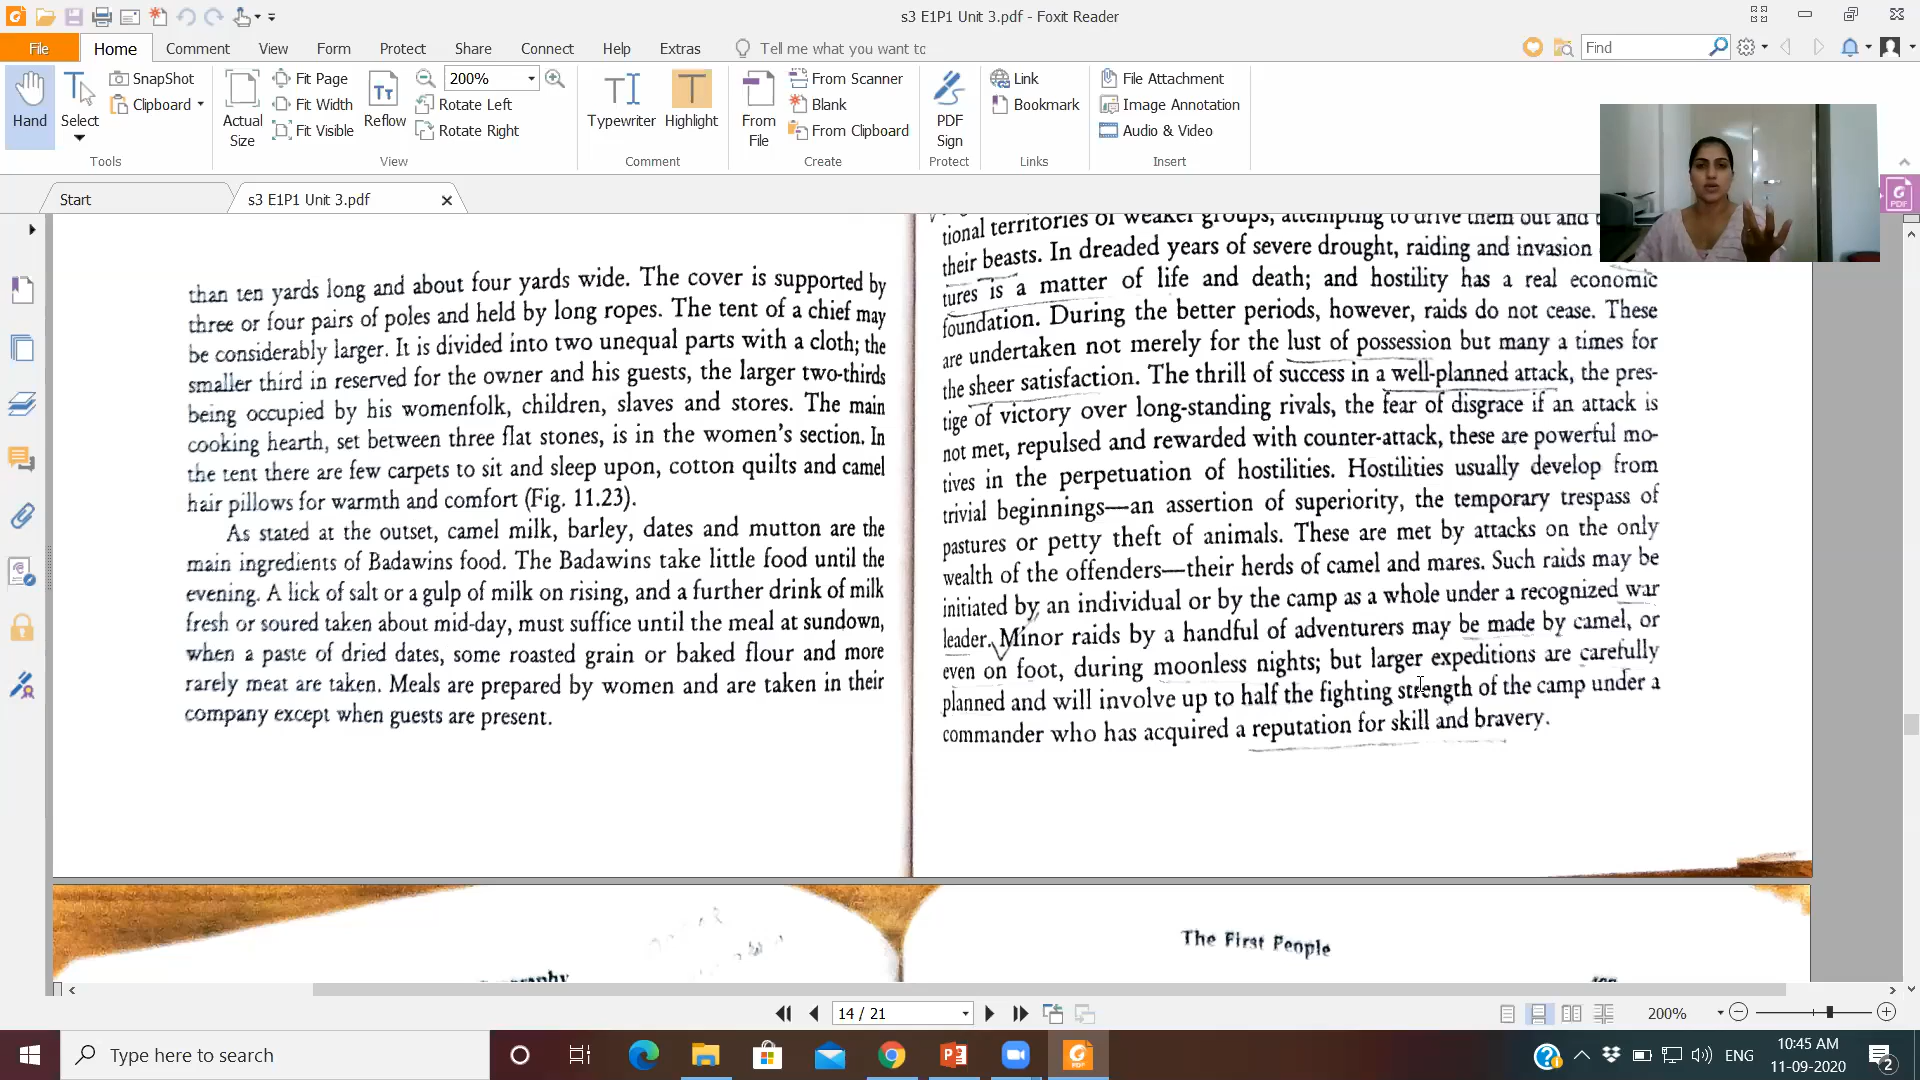 s3 E1P1 Unit 3.pdf - Foxit Reader
File Home Comment View Form Protect Share Connect Help Extras Tell me what you want to Find
Hand
Select
SnapShot
Clipboard
Tools
Actual Size
Fit Page
Fit Width
Fit Visible
Reflow
200%
Rotate Left
Rotate Right
View
Typewriter
Highlight
Comment
From File
From Scanner
Blank
From Clipboard
Create
PDF Sign
Protect
Link
Bookmark
Links
File Attachment
Image Annotation
Audio & Video
Insert
PDF
Start
s3 E1P1 Unit 3.pdf
than ten yards long and about four yards wide. The cover is supported by
three or four pairs of poles and held by long ropes. The tent of a chief may
be considerably larger. It is divided into two unequal parts with a cloth; the
smaller third in reserved for the owner and his guests, the larger two-thirds
being occupied by his womenfolk, children, slaves and stores. The main
cooking hearth, set between three flat stones, is in the women's section. In
the tent there are few carpets to sit and sleep upon, cotton quilts and camel
hair pillows for warmth and comfort (Fig. 11.23).
As stated at the outset, camel milk, barley, dates and mutton are the
main ingredients of Badawins food. The Badawins take little food until the
evening. A lick of salt or a gulp of milk on rising, and a further drink of milk
fresh or soured taken about mid-day, must suffice until the meal at sundown,
when a paste of dried dates, some roasted grain or baked flour and more
rarely meat are taken. Meals are prepared by women and are taken in their
company except when guests are present.
tional territories of weaker groups, attempting to drive them out and
their beasts. In dreaded years of severe drought, raiding and invasion
tures is a matter of life and death; and hostility has a real economic
foundation. During the better periods, however, raids do not cease. These
are undertaken not merely for the lust of possession but many a times for
the sheer satisfaction. The thrill of success in a well-planned attack, the pres-
tige of victory over long-standing rivals, the fear of disgrace if an attack is
not met, repulsed and rewarded with counter-attack, these are powerful mo-
tives in the perpetuation of hostilities. Hostilities usually develop from
trivial beginnings—an assertion of superiority, the temporary trespass of
pastures or petty theft of animals. These are met by attacks on the only
wealth of the offenders—their herds of camel and mares. Such raids may be
initiated by an individual or by the camp as a whole under a recognized war
leader. Minor raids by a handful of adventurers may be made by camel, or
even on foot, during moonless nights; but larger expeditions are carefully
planned and will involve up to half the fighting strength of the camp under a
commander who has acquired a reputation for skill and bravery.
The First People
14 / 21
200%
Type here to search
ENG
10:45 AM
11-09-2020
2